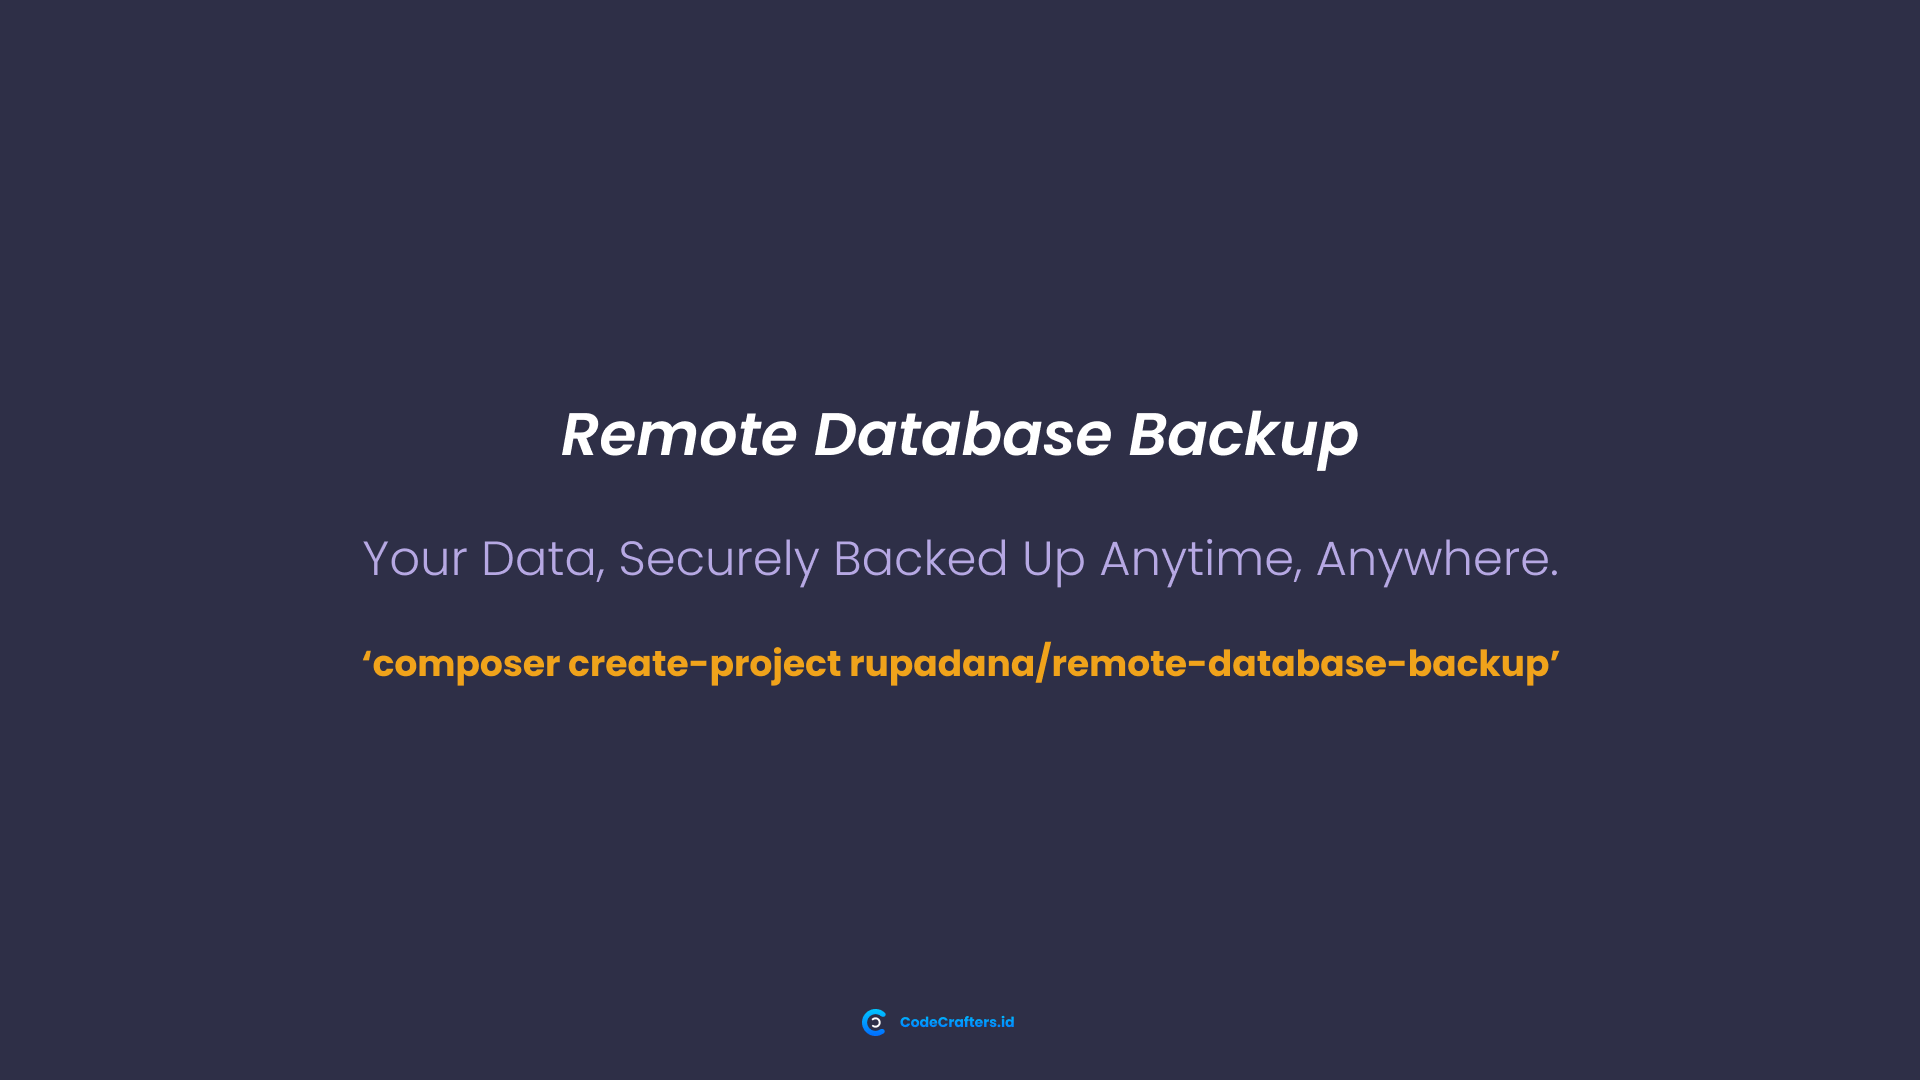 Remote Database Backup
Your Data, Securely Backed Up Anytime, Anywhere.
‘composer create-project rupadana/remote-database-backup’
CodeCrafters.id